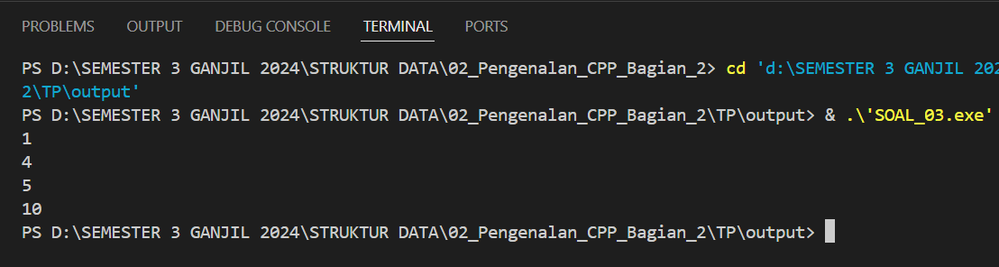 PROBLEMS OUTPUT DEBUG CONSOLE TERMINAL PORTS
PS D:\SEMESTER 3 GANJIL 2024\STRUKTUR DATA\02_Pengenalan_CPP_Bagian_2> cd 'd:\SEMESTER 3 GANJIL 202
2\TP\output'
PS D:\SEMESTER 3 GANJIL 2024\STRUKTUR DATA\02_Pengenalan_CPP_Bagian_2\TP\output> & .\'SOAL_03.exe'
1
4
5
10
PS D:\SEMESTER 3 GANJIL 2024\STRUKTUR DATA\02_Pengenalan_CPP_Bagian_2\TP\output>